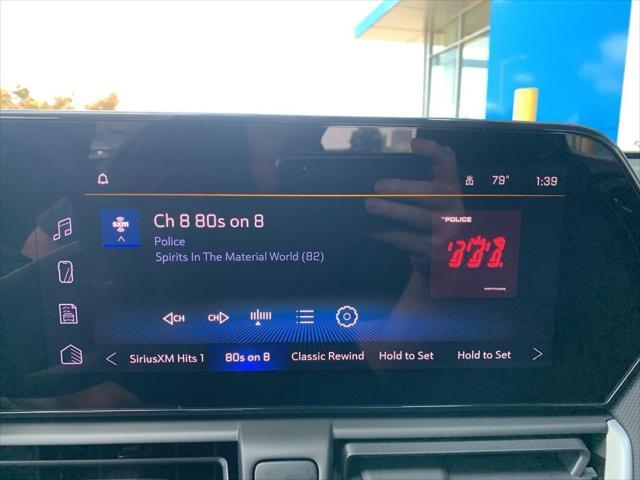 79° 1:39
sxm
Ch 8 80s on 8
Police
Spirits In The Material World (82)
THE POLICE
CH CH
SiriusXM Hits 1 80s on 8 Classic Rewind Hold to Set Hold to Set